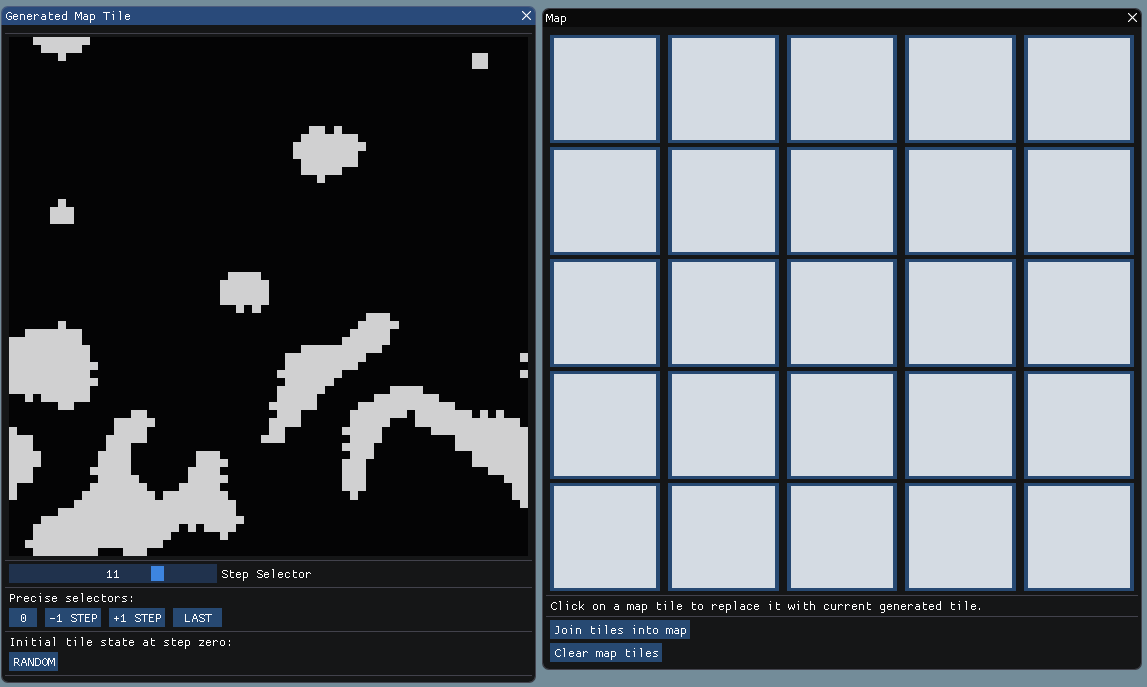 Generated Map Tile
11 Step Selector
Precise selectors:
0 -1 STEP +1 STEP LAST
Initial tile state at step zero:
RANDOM
Map
Click on a map tile to replace it with current generated tile.
Join tiles into map
Clear map tiles